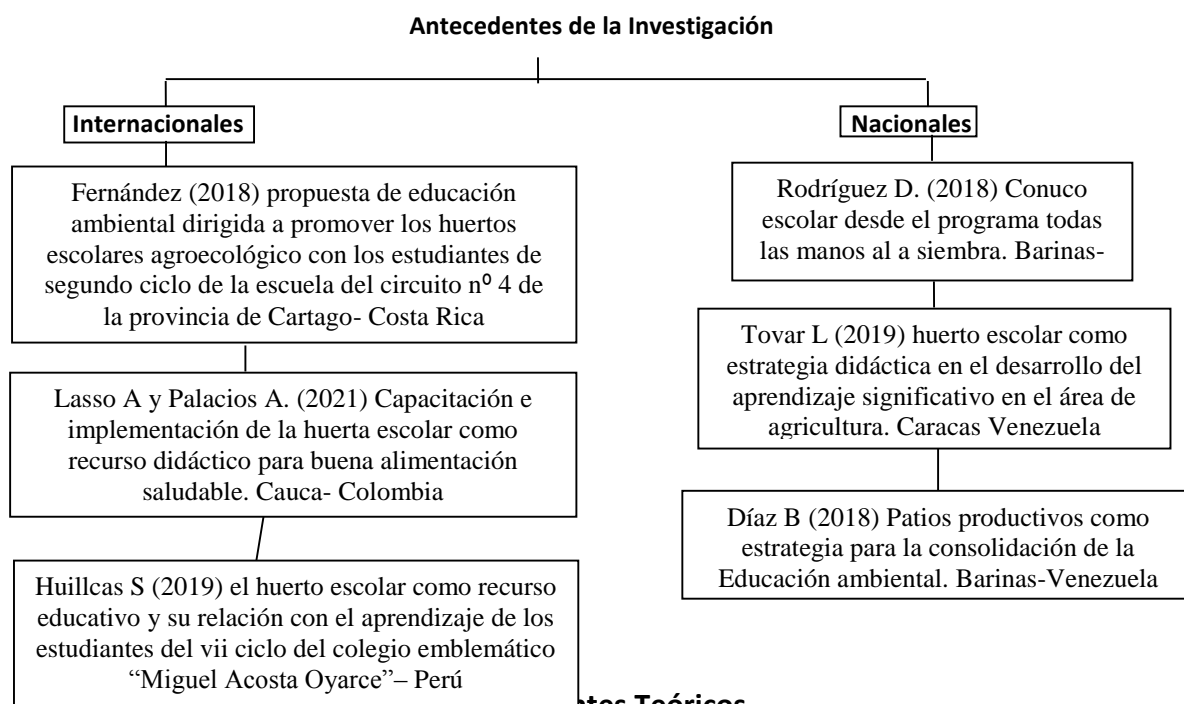 Antecedentes de la Investigación
Internacionales
Fernández (2018) propuesta de educación
ambiental dirigida a promover los huertos
escolares agroecológico con los estudiantes de
segundo ciclo de la escuela del circuito nº 4 de
la provincia de Cartago- Costa Rica
Lasso A y Palacios A. (2021) Capacitación e
implementación de la huerta escolar como
recurso didáctico para buena alimentación
saludable. Cauca- Colombia
Huillcas S (2019) el huerto escolar como recurso
educativo y su relación con el aprendizaje de los
estudiantes del vii ciclo del colegio emblemático
“Miguel Acosta Oyarce”– Perú
Nacionales
Rodríguez D. (2018) Conuco
escolar desde el programa todas
las manos al a siembra. Barinas-
Tovar L (2019) huerto escolar como
estrategia didáctica en el desarrollo del
aprendizaje significativo en el área de
agricultura. Caracas Venezuela
Díaz B (2018) Patios productivos como
estrategia para la consolidación de la
Educación ambiental. Barinas-Venezuela
Teóricos